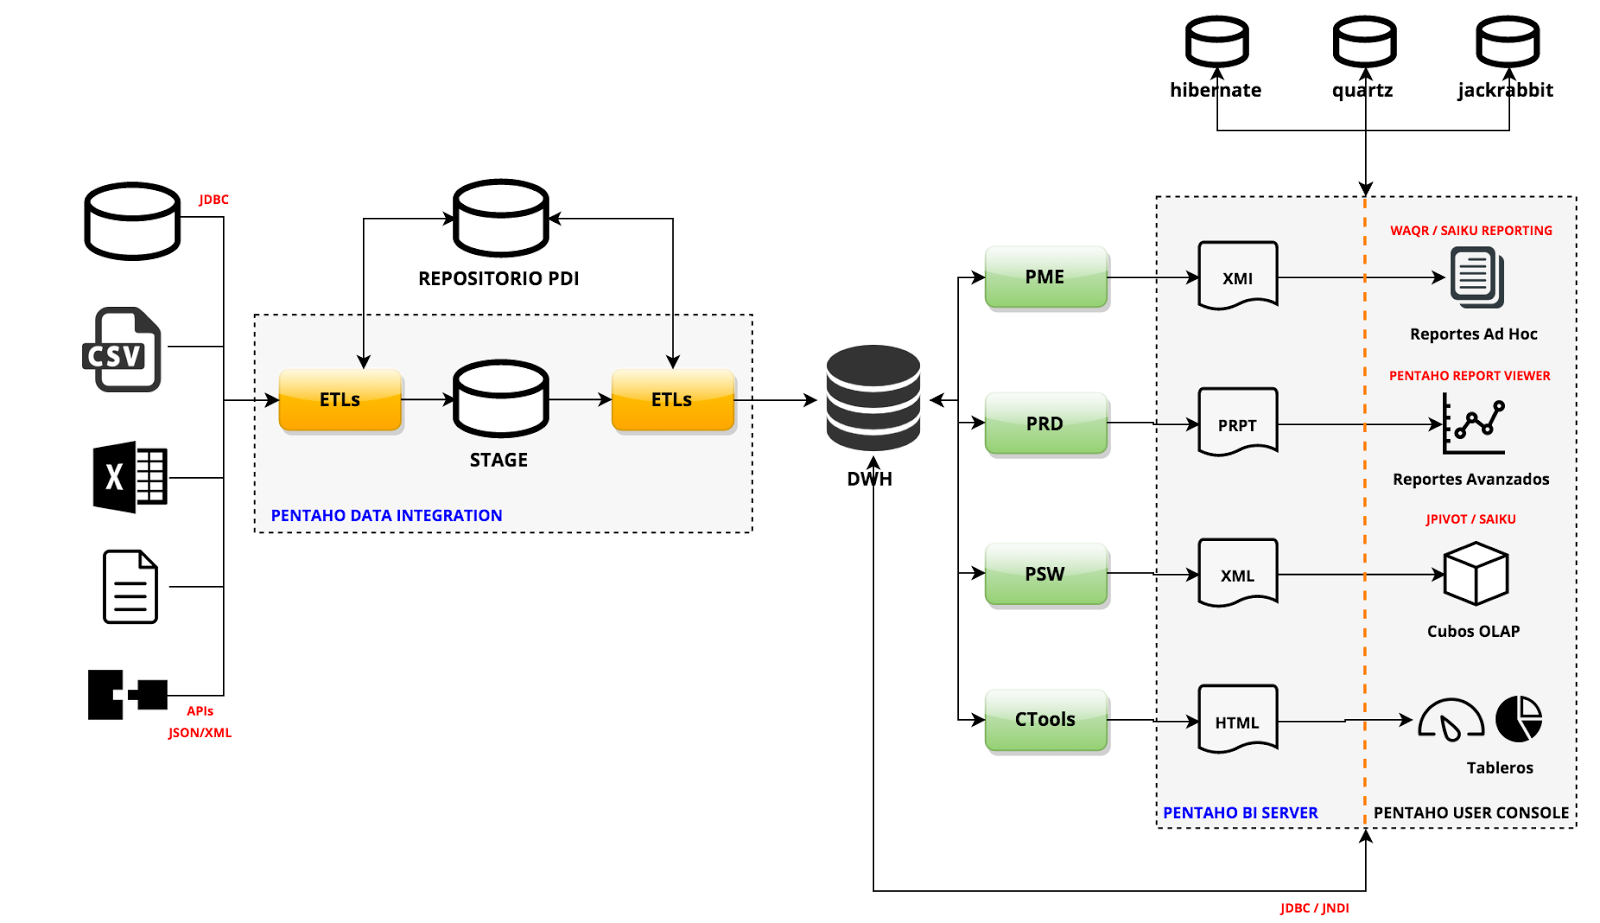 hibernate
quartz
jackrabbit
JDBC
REPOSITORIO PDI
CSV
X
ETLs
STAGE
ETLs
PENTAHO DATA INTEGRATION
APIs
JSON/XML
DWH
PME
PRD
PSW
CTools
XMI
PRPT
XML
HTML
WAQR / SAIKU REPORTING
Reportes Ad Hoc
PENTAHO REPORT VIEWER
Reportes Avanzados
JPIVOT / SAIKU
Cubos OLAP
Tableros
PENTAHO BI SERVER
PENTAHO USER CONSOLE
JDBC / JNDI